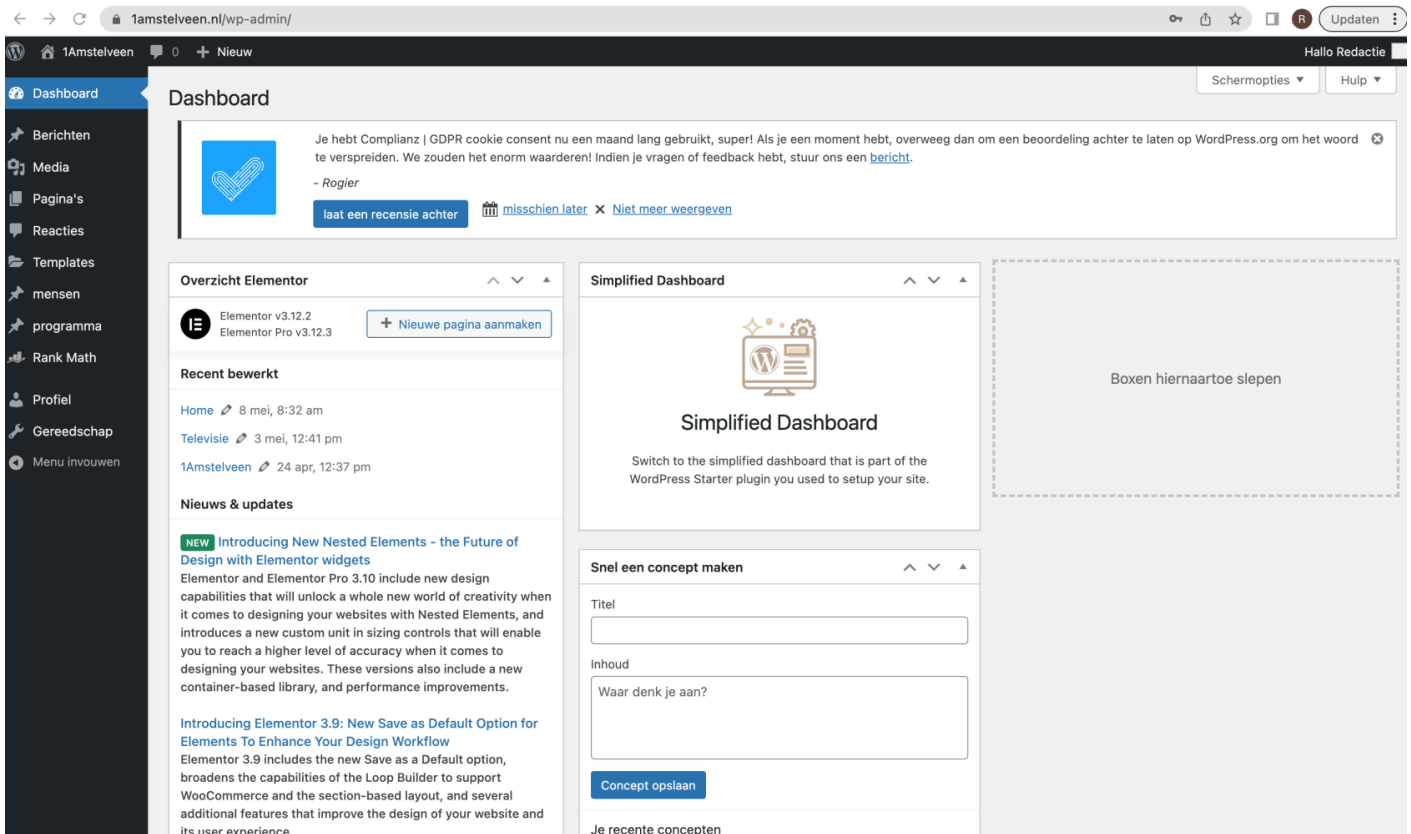 1amstelveen.nl/wp-admin/
R
Updaten
1Amstelveen
0
Nieuw
Hallo Redactie
Schermopties
Hulp
Dashboard
Berichten
Media
Pagina's
Reacties
Templates
mensen
programma
Rank Math
Profiel
Gereedschap
Menu invouwen
Dashboard
Je hebt Complianz | GDPR cookie consent nu een maand lang gebruikt, super! Als je een moment hebt, overweeg dan om een beoordeling achter te laten op WordPress.org om het woord
te verspreiden. We zouden het enorm waarderen! Indien je vragen of feedback hebt, stuur ons een bericht.
- Rogier
laat een recensie achter
misschien later
Niet meer weergeven
Overzicht Elementor
Elementor v3.12.2
Elementor Pro v3.12.3
+ Nieuwe pagina aanmaken
Recent bewerkt
Home 8 mei, 8:32 am
Televisie 3 mei, 12:41 pm
1Amstelveen 24 apr, 12:37 pm
Nieuws & updates
NEW Introducing New Nested Elements - the Future of
Design with Elementor widgets
Elementor and Elementor Pro 3.10 include new design
capabilities that will unlock a whole new world of creativity when
it comes to designing your websites with Nested Elements, and
introduces a new custom unit in sizing controls that will enable
you to reach a higher level of accuracy when it comes to
designing your websites. These versions also include a new
container-based library, and performance improvements.
Introducing Elementor 3.9: New Save as Default Option for
Elements To Enhance Your Design Workflow
Elementor 3.9 includes the new Save as a Default option,
broadens the capabilities of the Loop Builder to support
WooCommerce and the section-based layout, and several
additional features that improve the design of your website and
its user experience.
Simplified Dashboard
Simplified Dashboard
Switch to the simplified dashboard that is part of the
WordPress Starter plugin you used to setup your site.
Snel een concept maken
Titel
Inhoud
Waar denk je aan?
Concept opslaan
Je recente concepten
Boxen hiernaartoe slepen